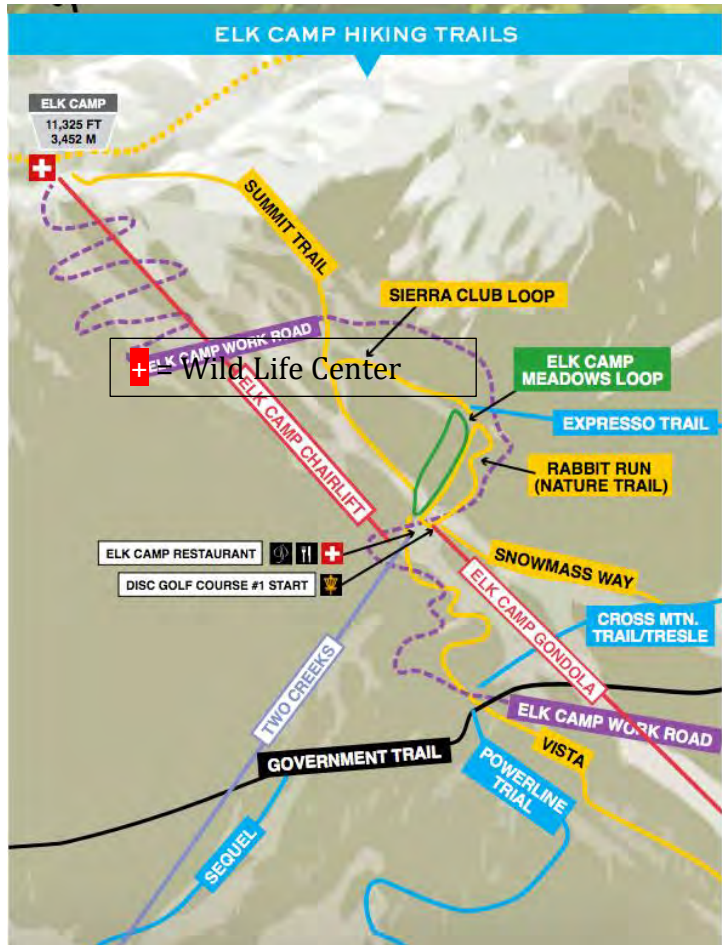 ELK CAMP HIKING TRAILS
ELK CAMP
11,325 FT
3,452 M
SUMMIT TRAIL
SIERRA CLUB LOOP
ELK CAMP WORK ROAD
+ = Wild Life Center
ELK CAMP
MEADOWS LOOP
EXPRESSO TRAIL
ELK CAMP CHAIRLIFT
RABBIT RUN
(NATURE TRAIL)
ELK CAMP RESTAURANT
DISC GOLF COURSE #1 START
SNOWMASS WAY
ELK CAMP GONDOLA
CROSS MTN.
TRAIL/TRESLE
TWO CREEKS
ELK CAMP WORK ROAD
GOVERNMENT TRAIL
VISTA
POWERLINE
TRIAL
SEQUEL